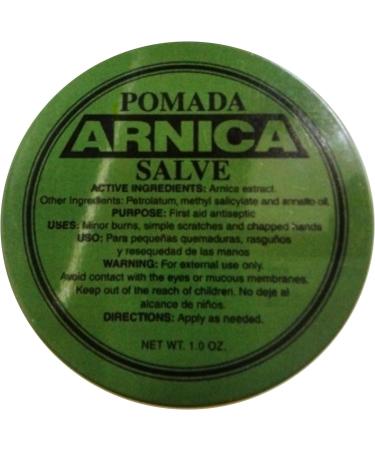 POMADA
ARNICA
SALVE
ACTIVE INGREDIENTS: Arnice extract.
Other Ingredients: Petrolatum, methyl salicylate and annatto oil.
PURPOSE: First aid antiseptic
USES: Minor burns, simple scratches and chapped hands
USO: Para pequeñas quemaduras, rasguños
y resequedad de las manos
WARNING: For external use only.
Avoid contact with the eyes or mucous membranes.
Keep out of the reach of children. No deje al
alcance de niños.
DIRECTIONS: Apply as needed.
NET WT. 1.0 OZ.